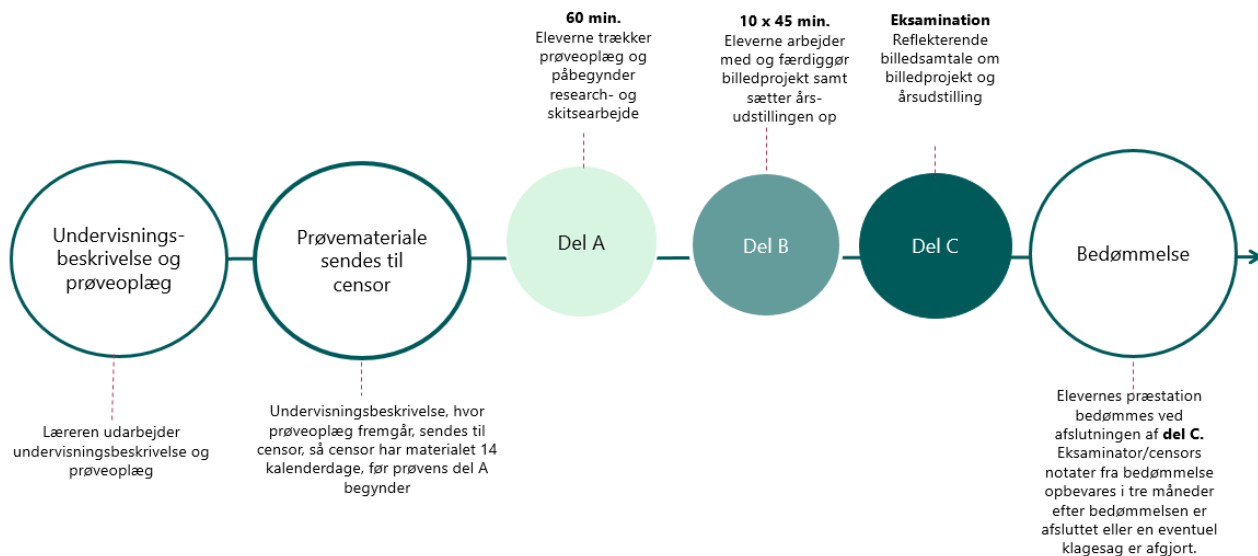 60 min.
Eleverne trækker
prøveoplæg og
påbegynder
research- og
skitsearbejde
10 x 45 min.
Eleverne arbejder
med og færdiggør
billedprojekt samt
sætter års-
udstillingen op
Eksamination
Reflekterende
billedsamtale om
billedprojekt og
årsudstilling
Undervisnings-
beskrivelse og
prøveoplæg
Prøvemateriale
sendes til
censor
Del A
Del B
Del C
Bedømmelse
Læreren udarbejder
undervisningsbeskrivelse og
prøveoplæg
Undervisningsbeskrivelse, hvor
prøveoplæg fremgår, sendes til
censor, så censor har materialet 14
kalenderdage, før prøvens del A
begynder
Elevernes præstation
bedømmes ved
afslutningen af del C.
Eksaminator/censors
notater fra bedømmelse
opbevares i tre måneder
efter bedømmelsen er
afsluttet eller en eventuel
klagesag er afgjort.